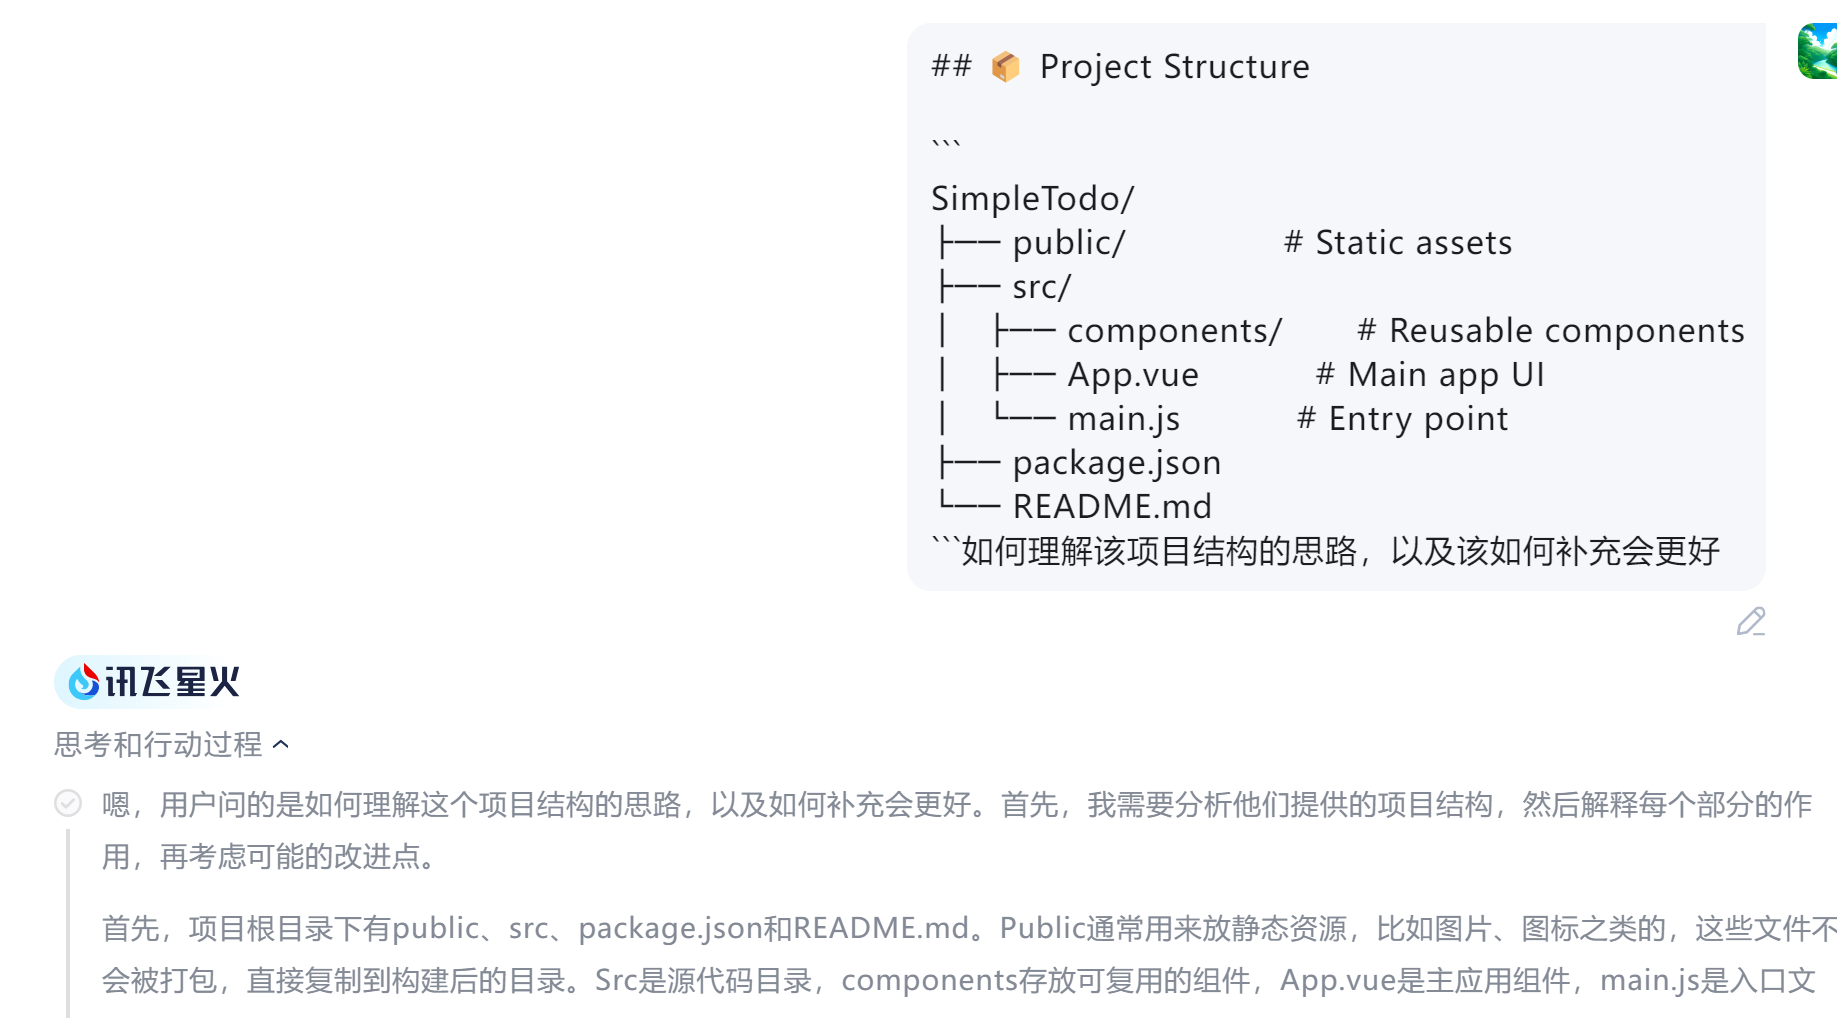 ## 📦 Project Structure
```
SimpleTodo/
├── public/ # Static assets
├── src/
│ ├── components/ # Reusable components
│ ├── App.vue # Main app UI
│ └── main.js # Entry point
├── package.json
└── README.md
```如何理解该项目结构的思路，以及该如何补充会更好
讯飞星火
思考和行动过程
嗯，用户问的是如何理解这个项目结构的思路，以及如何补充会更好。首先，我需要分析他们提供的项目结构，然后解释每个部分的作
用，再考虑可能的改进点。
首先，项目根目录下有public、src、package.json和README.md。Public通常用来放静态资源，比如图片、图标之类的，这些文件不
会被打包，直接复制到构建后的目录。Src是源代码目录，components存放可复用的组件，App.vue是主应用组件，main.js是入口文